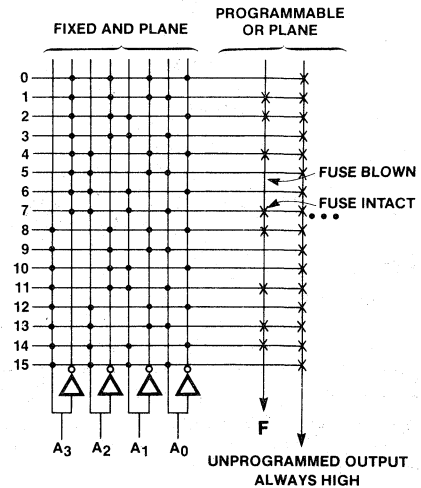 PROGRAMMABLE
FIXED AND PLANE
OR PLANE
0
1
2
3
4
5
FUSE BLOWN
6
FUSE INTACT
7
8
9
10
11
12
13
14
15
A3 A2 A1 A0
F
UNPROGRAMMED OUTPUT
ALWAYS HIGH